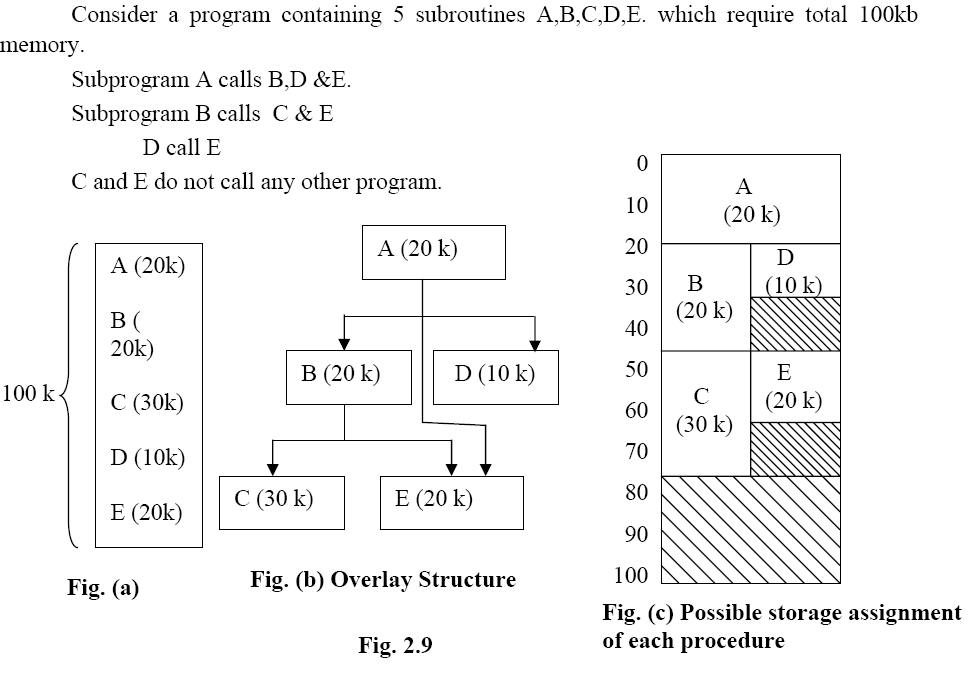 Consider a program containing 5 subroutines A,B,C,D,E. which require total 100kb
memory.
Subprogram A calls B,D &E.
Subprogram B calls C & E
D call E
C and E do not call any other program.
100 k
A (20k)
B (
20k)
C (30k)
D (10k)
E (20k)
Fig. (a)
A (20 k)
B (20 k)
D (10 k)
C (30 k)
E (20 k)
Fig. (b) Overlay Structure
Fig. 2.9
0
10
20
30
40
50
60
70
80
90
100
A
(20 k)
B
(20 k)
D
(10 k)
C
(30 k)
E
(20 k)
Fig. (c) Possible storage assignment
of each procedure